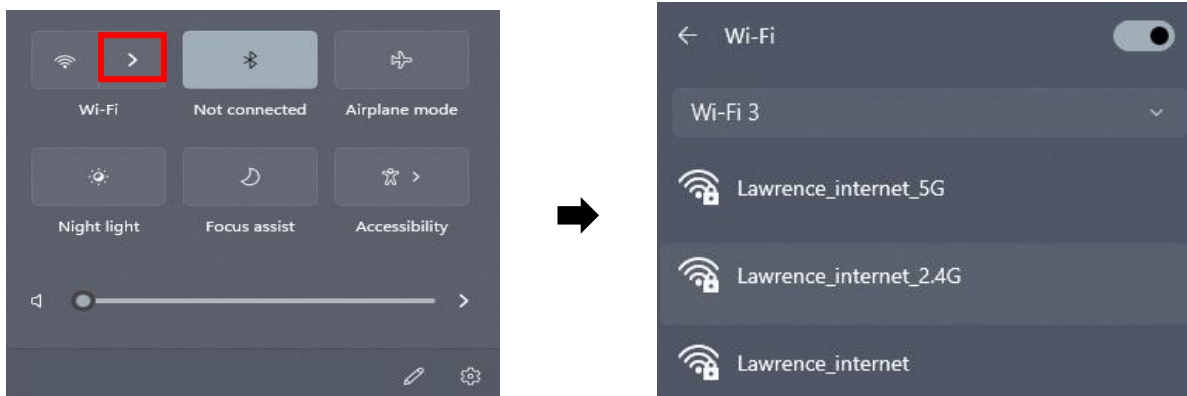 Wi-Fi
Not connected
Airplane mode
Night light
Focus assist
Accessibility
Wi-Fi
Wi-Fi 3
Lawrence_internet_5G
Lawrence_internet_2.4G
Lawrence_internet